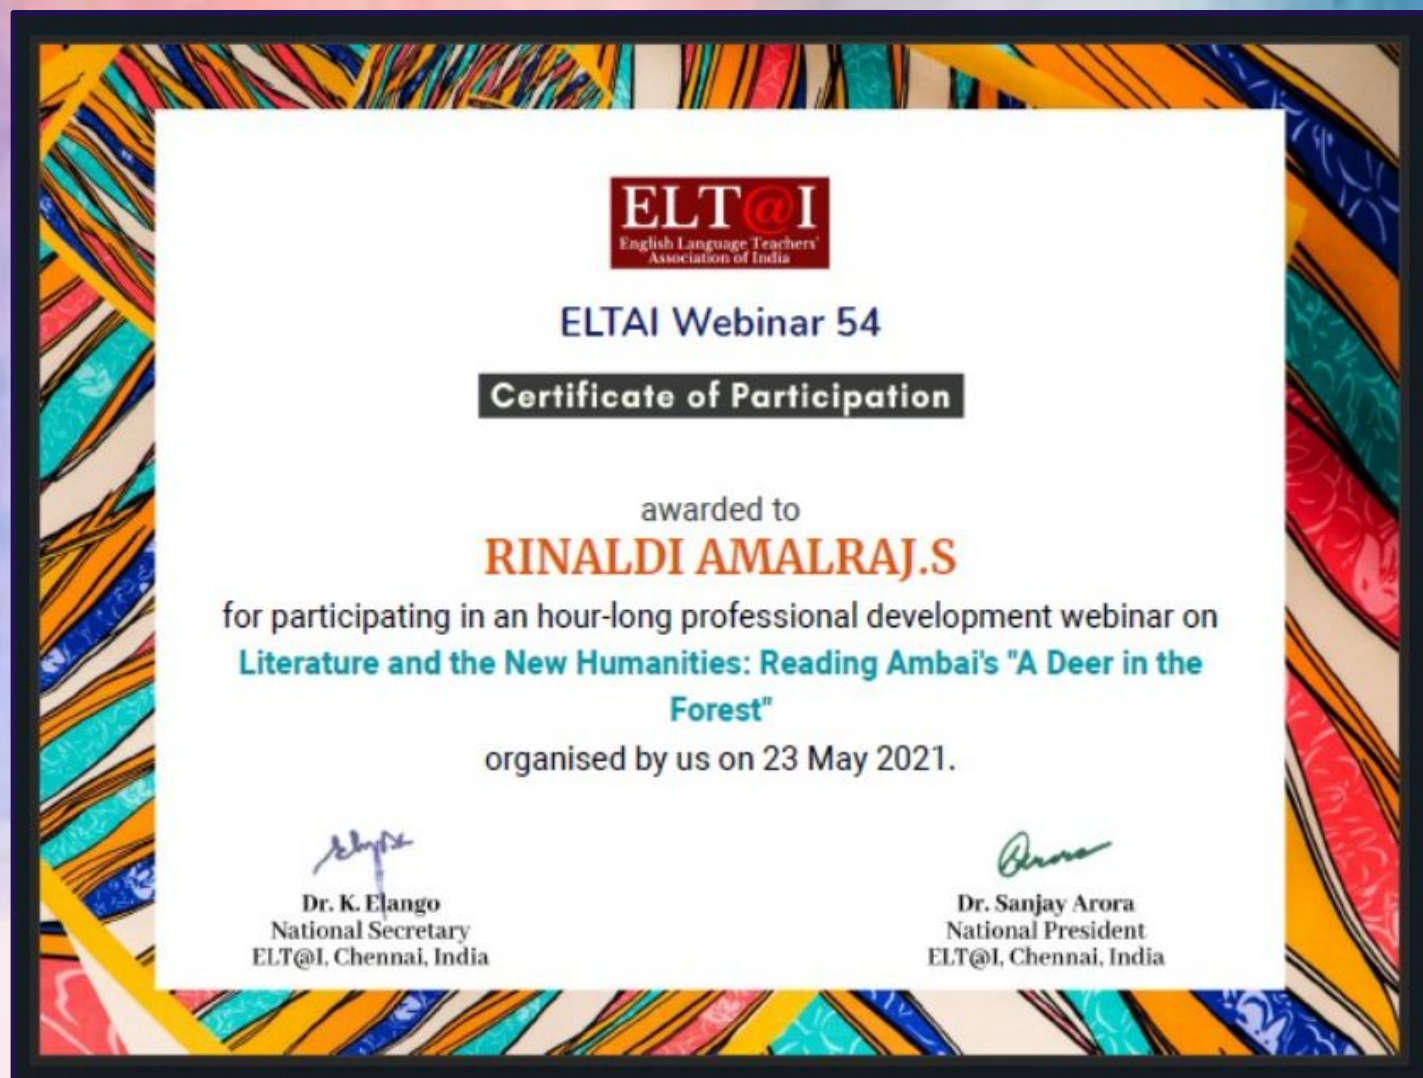 ELT@I
English Language Teachers'
Association of India
ELTAI Webinar 54
Certificate of Participation
awarded to
RINALDI AMALRAJ.S
for participating in an hour-long professional development webinar on
Literature and the New Humanities: Reading Ambai's "A Deer in the
Forest"
organised by us on 23 May 2021.
Dr. K. Elango
National Secretary
ELT@I, Chennai, India
Arora
Dr. Sanjay Arora
National President
ELT@I, Chennai, India